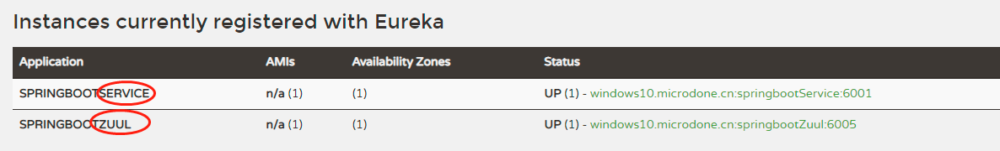 Instances currently registered with Eureka
Application AMIs Availability Zones Status
SPRINGBOOTSERVICE n/a (1) (1) UP (1) - windows10.microdone.cn:springbootService:6001
SPRINGBOOTZUUL n/a (1) (1) UP (1) - windows10.microdone.cn:springbootZuul:6005